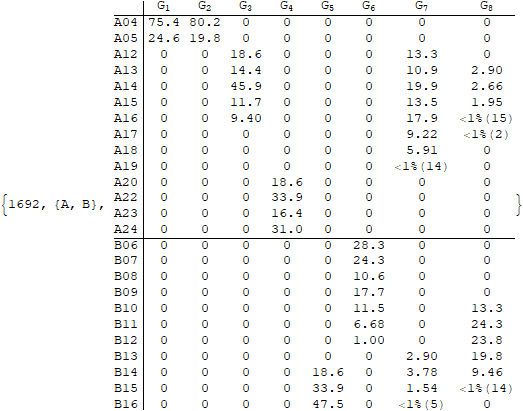 G₁ G₂ G₃ G₄ G₅ G₆ G₇ G₈
A04 75.4 80.2 0 0 0 0 0 0
A05 24.6 19.8 0 0 0 0 0 0
A12 0 0 18.6 0 0 0 13.3 0
A13 0 0 14.4 0 0 0 10.9 2.90
A14 0 0 45.9 0 0 0 19.9 2.66
A15 0 0 11.7 0 0 0 13.5 1.95
A16 0 0 9.40 0 0 0 17.9 <1%(15)
A17 0 0 0 0 0 0 9.22 <1%(2)
A18 0 0 0 0 0 0 5.91 0
A19 0 0 0 0 0 0 <1%(14) 0
A20 0 0 0 18.6 0 0 0 0
{1692, {A, B}, A22 0 0 0 33.9 0 0 0 0 }
A23 0 0 0 16.4 0 0 0 0
A24 0 0 0 31.0 0 0 0 0
B06 0 0 0 0 0 28.3 0 0
B07 0 0 0 0 0 24.3 0 0
B08 0 0 0 0 0 10.6 0 0
B09 0 0 0 0 0 17.7 0 0
B10 0 0 0 0 0 11.5 0 13.3
B11 0 0 0 0 0 6.68 0 24.3
B12 0 0 0 0 0 1.00 0 23.8
B13 0 0 0 0 0 0 2.90 19.8
B14 0 0 0 0 18.6 0 3.78 9.46
B15 0 0 0 0 33.9 0 1.54 <1%(14)
B16 0 0 0 0 47.5 0 <1%(5) 0